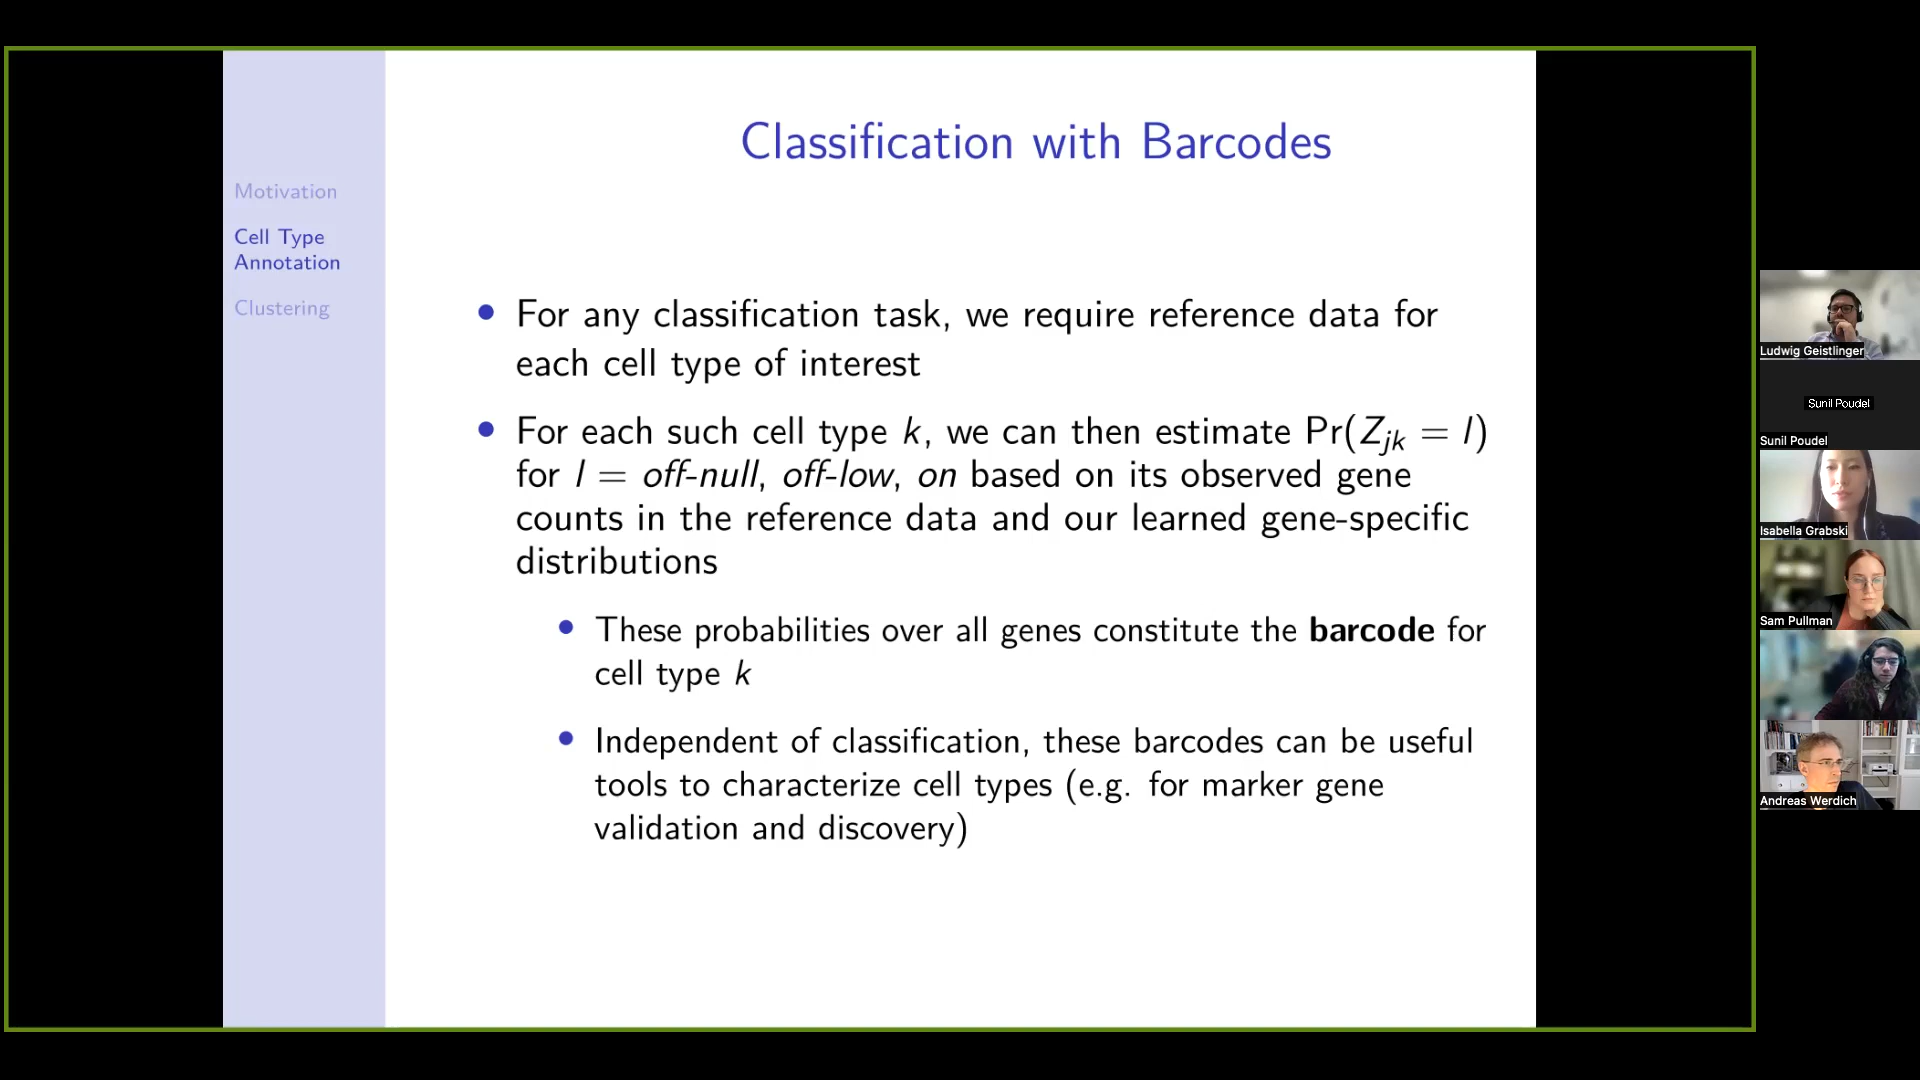 Classification with Barcodes
Motivation
Cell Type
Annotation
Clustering
• For any classification task, we require reference data for
each cell type of interest
• For each such cell type k, we can then estimate Pr(Z_jk = l)
for l = off-null, off-low, on based on its observed gene
counts in the reference data and our learned gene-specific
distributions
• These probabilities over all genes constitute the barcode for
cell type k
• Independent of classification, these barcodes can be useful
tools to characterize cell types (e.g. for marker gene
validation and discovery)
Ludwig Geistlinger
Sunil Poudel
Sunil Poudel
Isabella Grabski
Sam Pullman
Andreas Werdich